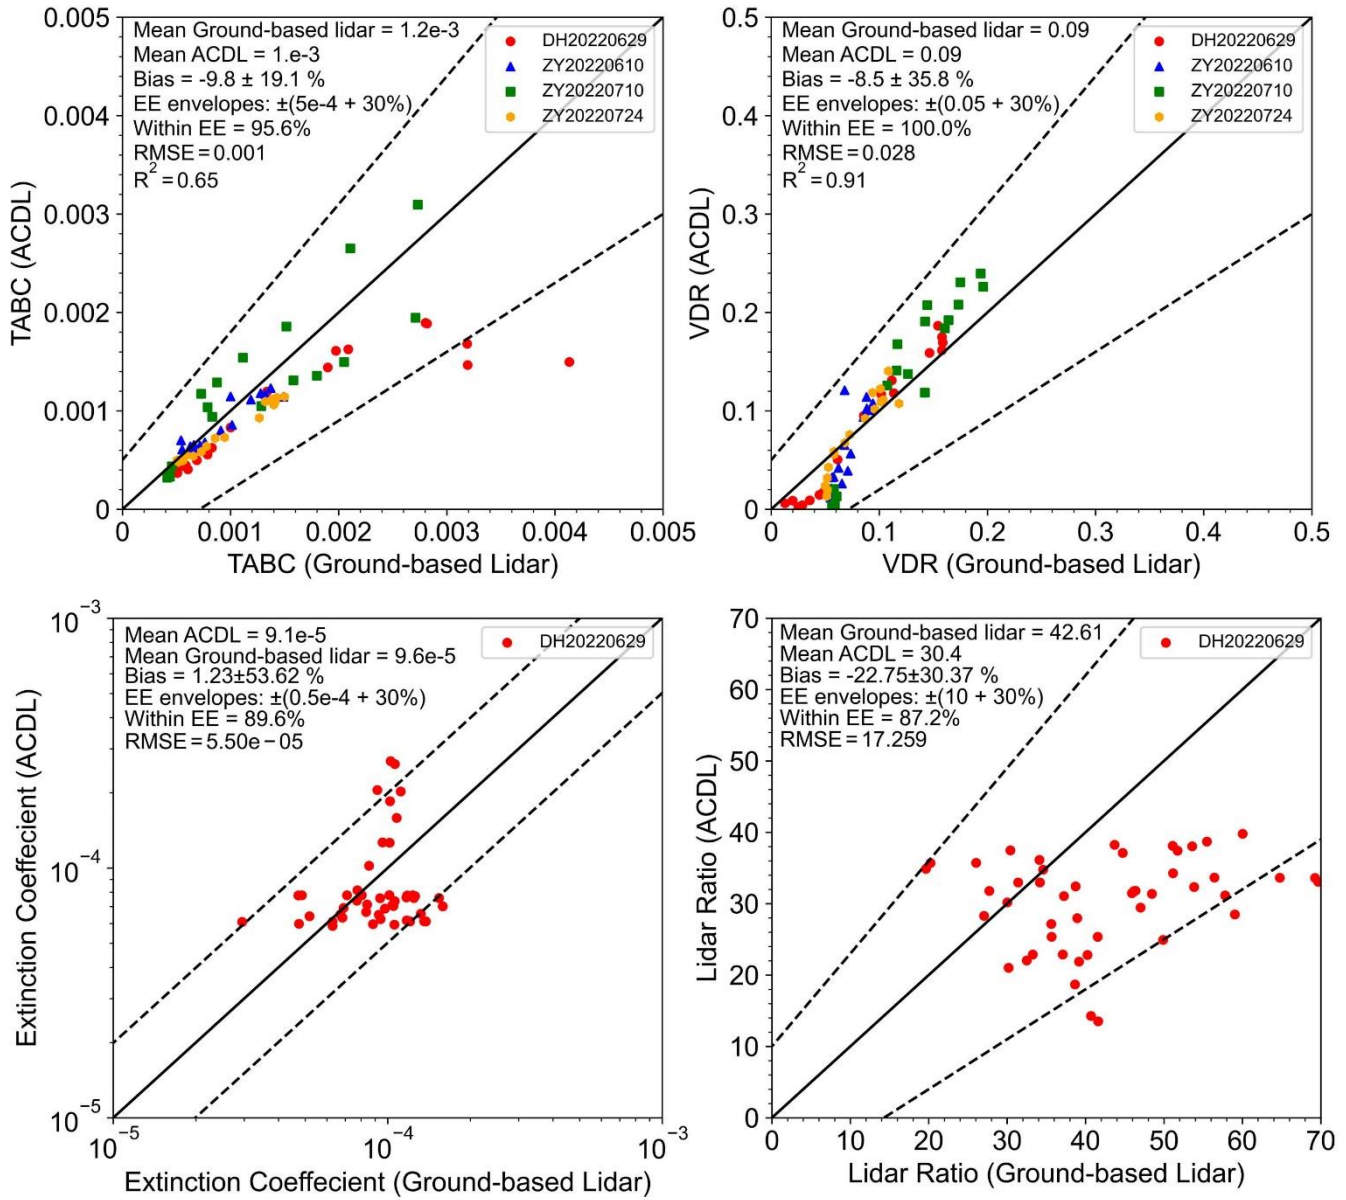 Mean Ground-based lidar = 1.2e-3
Mean ACDL = 1.e-3
Bias = -9.8 ± 19.1 %
EE envelopes: ±(5e-4 + 30%)
Within EE = 95.6%
RMSE=0.001
R²=0.65
DH20220629
ZY20220610
ZY20220710
ZY20220724
0.005
0.004
0.003
0.002
0.001
0
TABC (ACDL)
0 0.001 0.002 0.003 0.004 0.005
TABC (Ground-based Lidar)
Mean Ground-based lidar = 0.09
Mean ACDL = 0.09
Bias = -8.5 ± 35.8 %
EE envelopes: ±(0.05 + 30%)
Within EE = 100.0%
RMSE=0.028
R²=0.91
DH20220629
ZY20220610
ZY20220710
ZY20220724
0.5
0.4
0.3
0.2
0.1
0
VDR (ACDL)
0 0.1 0.2 0.3 0.4 0.5
VDR (Ground-based Lidar)
Mean ACDL = 9.1e-5
Mean Ground-based lidar = 9.6e-5
Bias = 1.23±53.62 %
EE envelopes: ±(0.5e-4 + 30%)
Within EE = 89.6%
RMSE=5.50e−05
DH20220629
10⁻³
10⁻⁴
10⁻⁵
Extinction Coeffecient (ACDL)
10⁻⁵ 10⁻⁴ 10⁻³
Extinction Coeffecient (Ground-based Lidar)
Mean Ground-based lidar = 42.61
Mean ACDL = 30.4
Bias = -22.75±30.37 %
EE envelopes: ±(10 + 30%)
Within EE = 87.2%
RMSE=17.259
DH20220629
70
60
50
40
30
20
10
0
Lidar Ratio (ACDL)
0 10 20 30 40 50 60 70
Lidar Ratio (Ground-based Lidar)